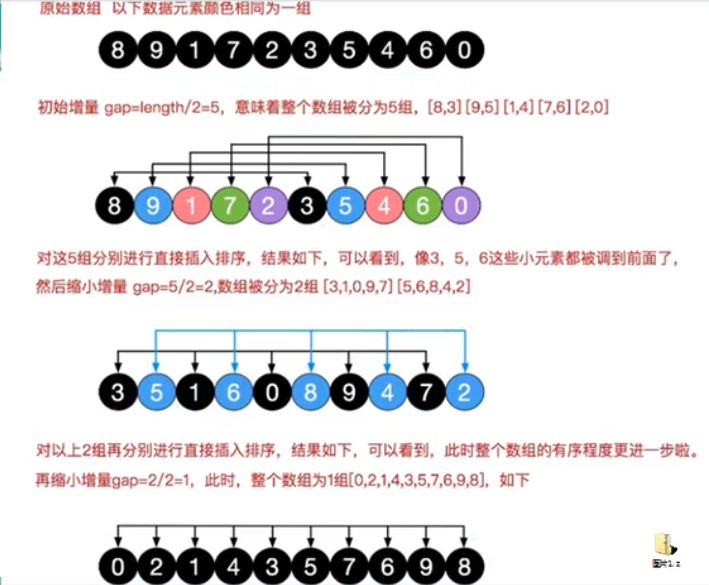 原始数组 以下数据元素颜色相同为一组
8 9 1 7 2 3 5 4 6 0
初始增量 gap=length/2=5，意味着整个数组被分为5组，[8,3][9,5][1,4][7,6][2,0]
8 9 1 7 2 3 5 4 6 0
对这5组分别进行直接插入排序，结果如下，可以看到，像3，5，6这些小元素都被调到前面了，
然后缩小增量 gap=5/2=2,数组被分为2组 [3,1,0,9,7] [5,6,8,4,2]
3 5 1 6 0 8 9 4 7 2
对以上2组再分别进行直接插入排序，结果如下，可以看到，此时整个数组的有序程度更进一步啦。
再缩小增量gap=2/2=1，此时，整个数组为1组[0,2,1,4,3,5,7,6,9,8]，如下
0 2 1 4 3 5 7 6 9 8
图片1.z